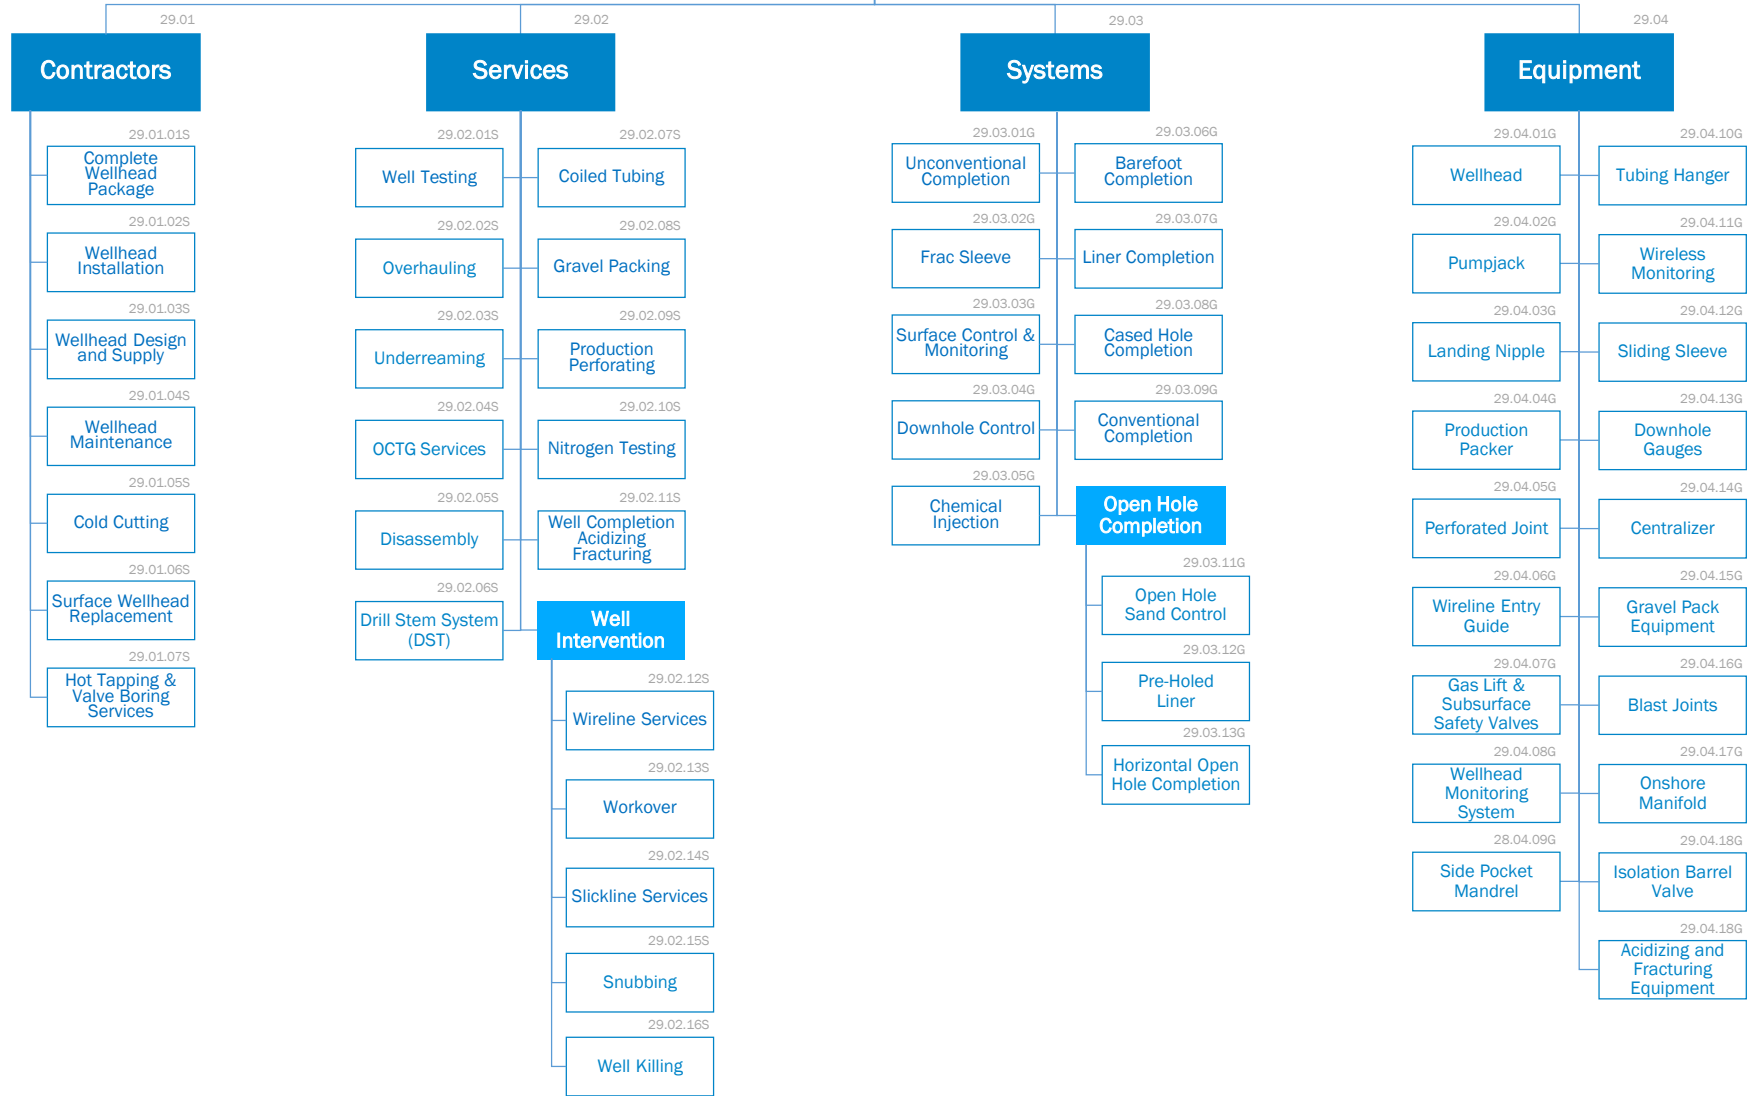 29.01
Contractors
29.01.01S
Complete
Wellhead
Package
29.01.02S
Wellhead
Installation
29.01.03S
Wellhead Design
and Supply
29.01.04S
Wellhead
Maintenance
29.01.05S
Cold Cutting
29.01.06S
Surface Wellhead
Replacement
29.01.07S
Hot Tapping &
Valve Boring
Services
29.02
Services
29.02.01S
Well Testing
29.02.02S
Overhauling
29.02.03S
Underreaming
29.02.04S
OCTG Services
29.02.05S
Disassembly
29.02.06S
Drill Stem System
(DST)
29.02.07S
Coiled Tubing
29.02.08S
Gravel Packing
29.02.09S
Production
Perforating
29.02.10S
Nitrogen Testing
29.02.11S
Well Completion
Acidizing
Fracturing
Well
Intervention
29.02.12S
Wireline Services
29.02.13S
Workover
29.02.14S
Slickline Services
29.02.15S
Snubbing
29.02.16S
Well Killing
29.03
Systems
29.03.01G
Unconventional
Completion
29.03.02G
Frac Sleeve
29.03.03G
Surface Control &
Monitoring
29.03.04G
Downhole Control
29.03.05G
Chemical
Injection
29.03.06G
Barefoot
Completion
29.03.07G
Liner Completion
29.03.08G
Cased Hole
Completion
29.03.09G
Conventional
Completion
Open Hole
Completion
29.03.11G
Open Hole
Sand Control
29.03.12G
Pre-Holed
Liner
29.03.13G
Horizontal Open
Hole Completion
29.04
Equipment
29.04.01G
Wellhead
29.04.02G
Pumpjack
29.04.03G
Landing Nipple
29.04.04G
Production
Packer
29.04.05G
Perforated Joint
29.04.06G
Wireline Entry
Guide
29.04.07G
Gas Lift &
Subsurface
Safety Valves
29.04.08G
Wellhead
Monitoring
System
28.04.09G
Side Pocket
Mandrel
29.04.10G
Tubing Hanger
29.04.11G
Wireless
Monitoring
29.04.12G
Sliding Sleeve
29.04.13G
Downhole
Gauges
29.04.14G
Centralizer
29.04.15G
Gravel Pack
Equipment
29.04.16G
Blast Joints
29.04.17G
Onshore
Manifold
29.04.18G
Isolation Barrel
Valve
29.04.18G
Acidizing and
Fracturing
Equipment